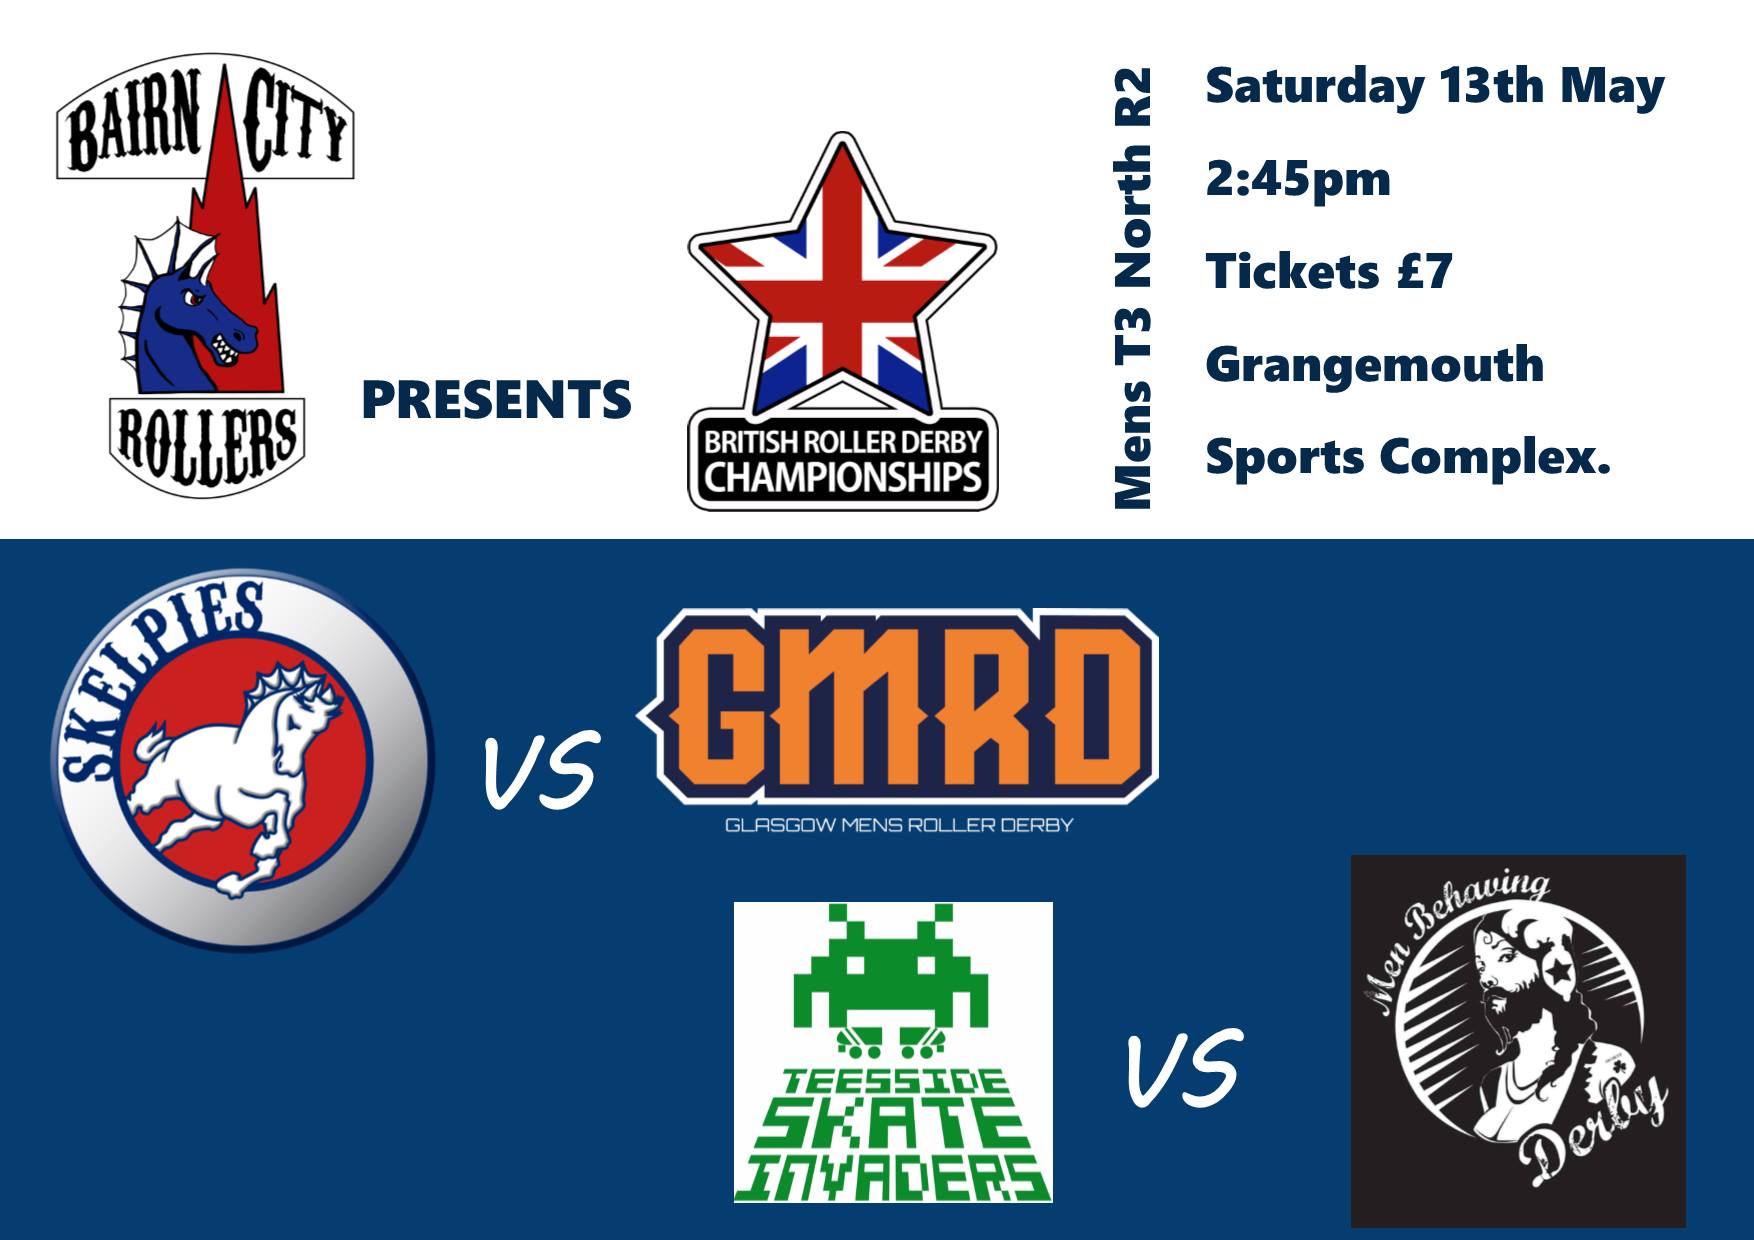 BAIRN CITY
ROLLERS
PRESENTS
BRITISH ROLLER DERBY
CHAMPIONSHIPS
Mens T3 North R2
Saturday 13th May
2:45pm
Tickets £7
Grangemouth
Sports Complex.
SKELPIES
VS
GMRD
GLASGOW MENS ROLLER DERBY
TEESSIDE
SKATE
INVADERS
VS
Men Behaving
Derby